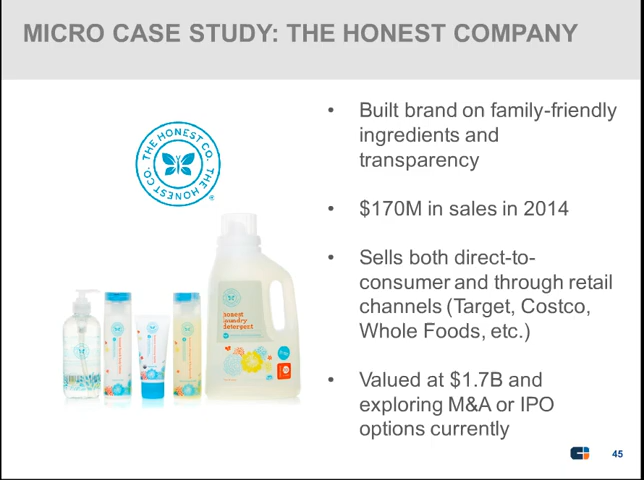 MICRO CASE STUDY: THE HONEST COMPANY
THE HONEST CO. THE HONEST CO.
• Built brand on family-friendly
ingredients and
transparency
• $170M in sales in 2014
• Sells both direct-to-
consumer and through retail
channels (Target, Costco,
Whole Foods, etc.)
• Valued at $1.7B and
exploring M&A or IPO
options currently
honest
laundry
detergent
45